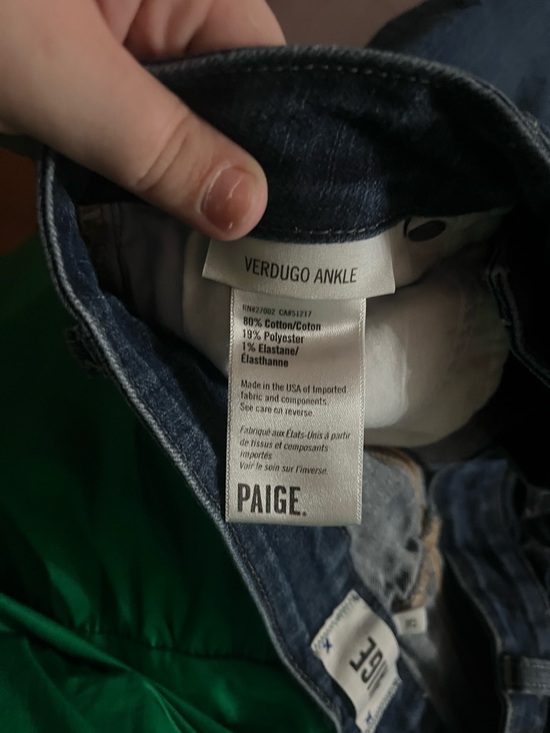 VERDUGO ANKLE
RN#27002 CA#51217
80% Cotton/Coton
19% Polyester
1% Elastane/
Élasthanne
Made in the USA of Imported
fabric and components.
See care on reverse.
Fabriqué aux États-Unis à partir
de tissus et composants
importés
Voir le soin sur l'inverse.
PAIGE.